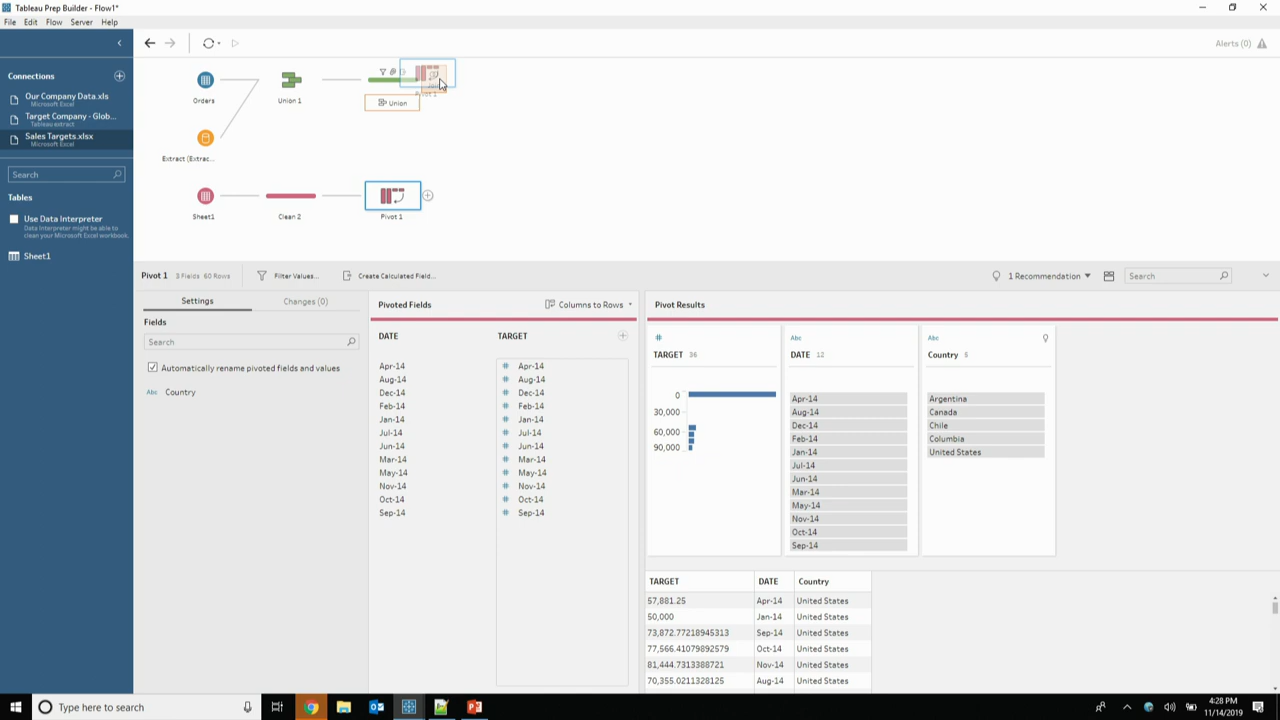 Tableau Prep Builder - Flow1*
File Edit Flow Server Help
Alerts (0)
Connections
Our Company Data.xls
Microsoft Excel
Target Company - Glob...
Tableau extract
Sales Targets.xlsx
Microsoft Excel
Search
Tables
Use Data Interpreter
Data Interpreter might be able to
clean your Microsoft Excel workbook.
Sheet1
Orders
Union 1
Union
Pivot 1
Extract (Extrac...
Sheet1
Clean 2
Pivot 1
Pivot 1 3 Fields 60 Rows Filter Values... Create Calculated Field... 1 Recommendation Search
Settings Changes (0)
Fields
Search
Automatically rename pivoted fields and values
Abc Country
Pivoted Fields Columns to Rows
DATE TARGET
Apr-14 # Apr-14
Aug-14 # Aug-14
Dec-14 # Dec-14
Feb-14 # Feb-14
Jan-14 # Jan-14
Jul-14 # Jul-14
Jun-14 # Jun-14
Mar-14 # Mar-14
May-14 # May-14
Nov-14 # Nov-14
Oct-14 # Oct-14
Sep-14 # Sep-14
Pivot Results
#
TARGET 36
0
30,000
60,000
90,000
Abc
DATE 12
Apr-14
Aug-14
Dec-14
Feb-14
Jan-14
Jul-14
Jun-14
Mar-14
May-14
Nov-14
Oct-14
Sep-14
Abc
Country 5
Argentina
Canada
Chile
Columbia
United States
TARGET DATE Country
57,881.25 Apr-14 United States
50,000 Jan-14 United States
73,872.77218945313 Sep-14 United States
77,566.41079892579 Oct-14 United States
81,444.7313388721 Nov-14 United States
70,355.0211328125 Aug-14 United States
Type here to search
4:28 PM
11/14/2019